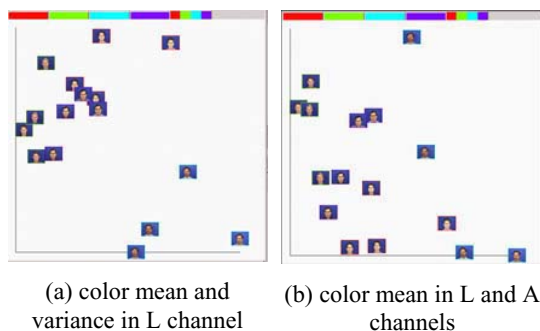 (a) color mean and
variance in L channel
(b) color mean in L and A
channels